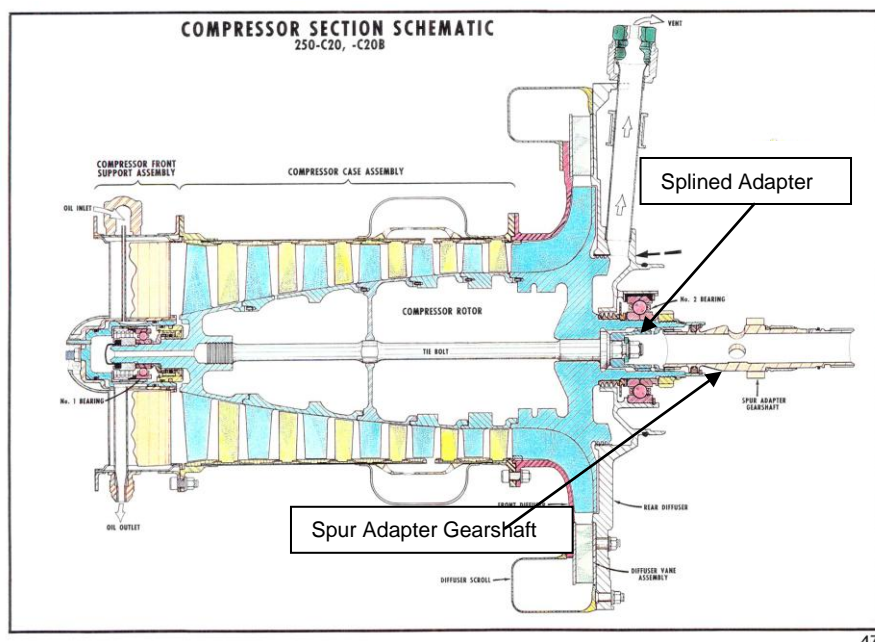 COMPRESSOR SECTION SCHEMATIC
250-C20, -C20B
VENT
COMPRESSOR FRONT
SUPPORT ASSEMBLY
COMPRESSOR CASE ASSEMBLY
OIL INLET
Splined Adapter
No. 2 BEARING
COMPRESSOR ROTOR
TIE BOLT
No. 1 BEARING
SPUR ADAPTER
GEARSHAFT
OIL OUTLET
FRONT DIFFUSER
Spur Adapter Gearshaft
REAR DIFFUSER
DIFFUSER SCROLL
DIFFUSER VANE
ASSEMBLY
47